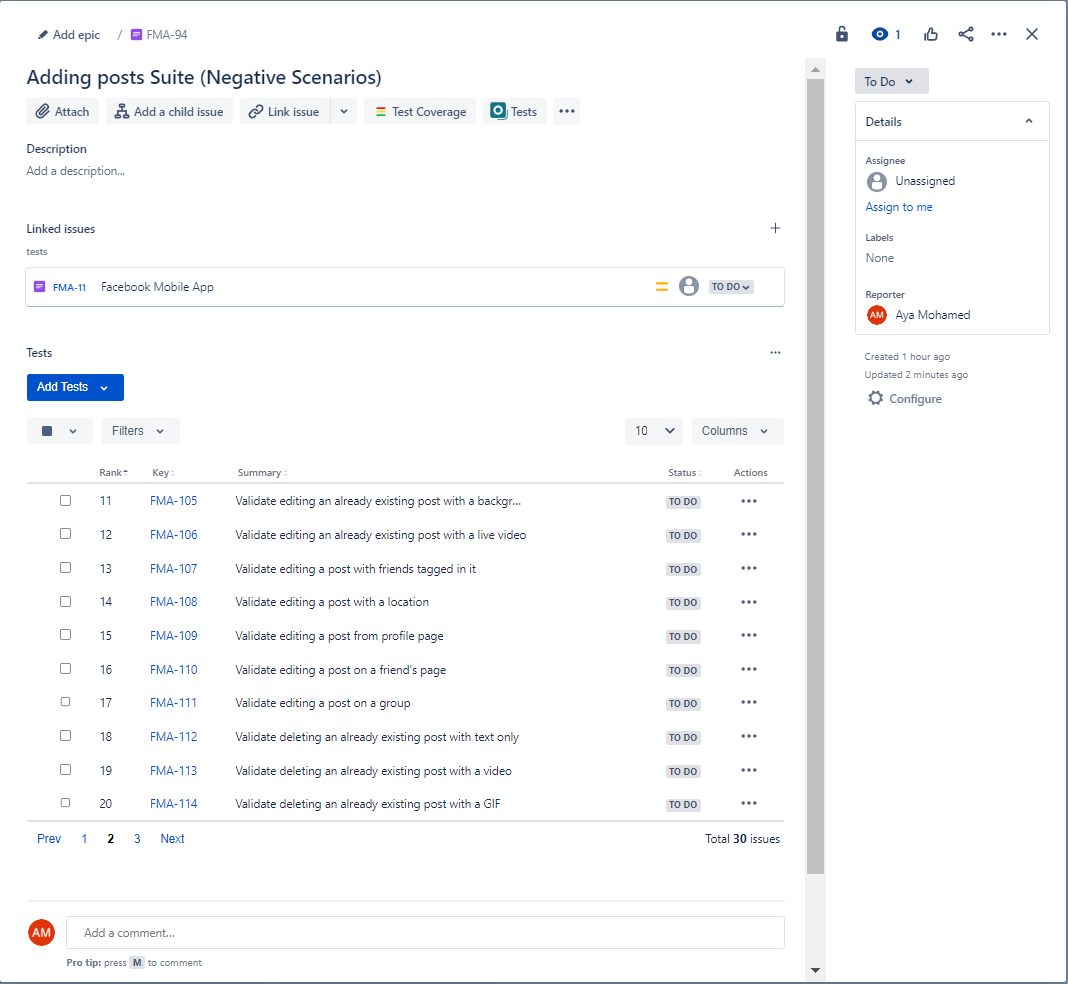 Add epic / FMA-94
1
Adding posts Suite (Negative Scenarios)
Attach Add a child issue Link issue Test Coverage Tests
Description
Add a description...
Linked issues
tests
FMA-11 Facebook Mobile App TO DO
Tests
Add Tests
Filters 10 Columns
Rank Key Summary Status Actions
11 FMA-105 Validate editing an already existing post with a backgr... TO DO
12 FMA-106 Validate editing an already existing post with a live video TO DO
13 FMA-107 Validate editing a post with friends tagged in it TO DO
14 FMA-108 Validate editing a post with a location TO DO
15 FMA-109 Validate editing a post from profile page TO DO
16 FMA-110 Validate editing a post on a friend's page TO DO
17 FMA-111 Validate editing a post on a group TO DO
18 FMA-112 Validate deleting an already existing post with text only TO DO
19 FMA-113 Validate deleting an already existing post with a video TO DO
20 FMA-114 Validate deleting an already existing post with a GIF TO DO
Prev 1 2 3 Next Total 30 issues
AM Add a comment...
Pro tip: press M to comment
To Do
Details
Assignee
Unassigned
Assign to me
Labels
None
Reporter
AM Aya Mohamed
Created 1 hour ago
Updated 2 minutes ago
Configure